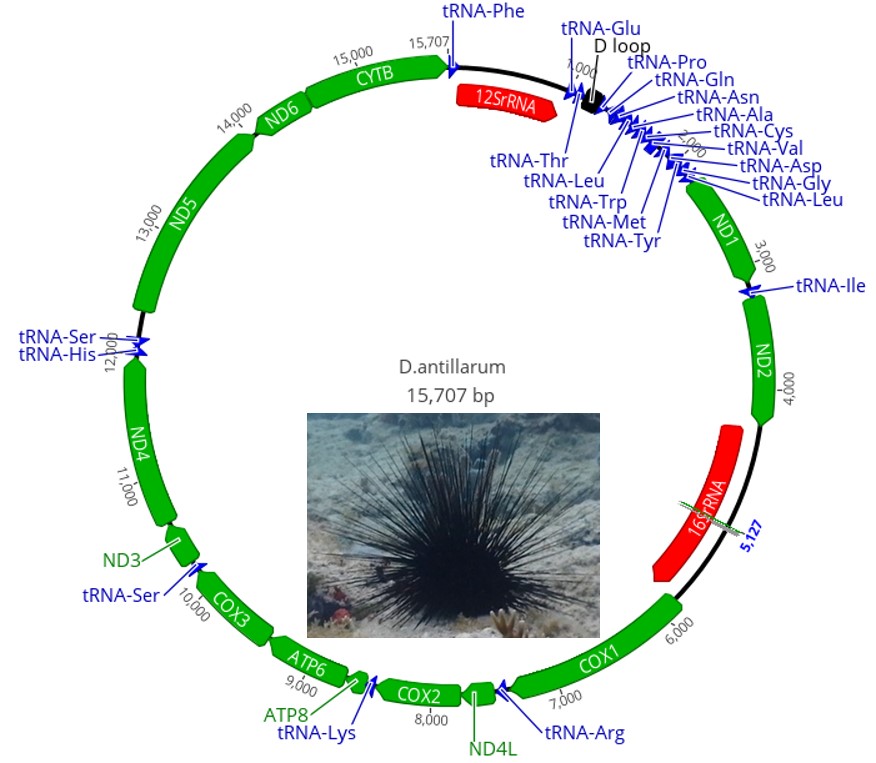 tRNA-Phe
tRNA-Glu
D loop
tRNA-Pro
tRNA-Gln
tRNA-Asn
tRNA-Ala
tRNA-Cys
tRNA-Val
tRNA-Asp
tRNA-Gly
tRNA-Leu
tRNA-Thr
tRNA-Leu
tRNA-Trp
tRNA-Met
tRNA-Tyr
15,707
1,000
2,000
12SrRNA
ND1
3,000
tRNA-Ile
ND2
4,000
16SrRNA
5,127
6,000
COX1
7,000
tRNA-Arg
ND4L
8,000
COX2
tRNA-Lys
ATP8
9,000
ATP6
COX3
10,000
tRNA-Ser
ND3
11,000
ND4
12,000
tRNA-His
tRNA-Ser
13,000
ND5
14,000
ND6
15,000
CYTB
D.antillarum
15,707 bp